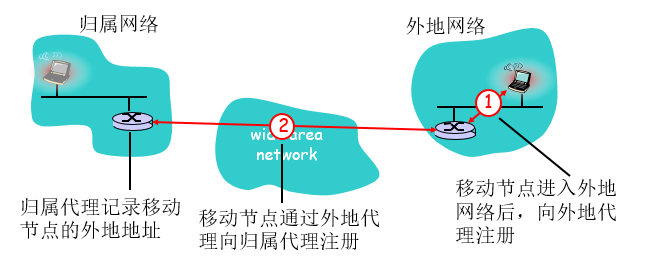 归属网络
外地网络
1
2
wide area
network
归属代理记录移动
节点的外地地址
移动节点通过外地代
理向归属代理注册
移动节点进入外地
网络后，向外地代
理注册